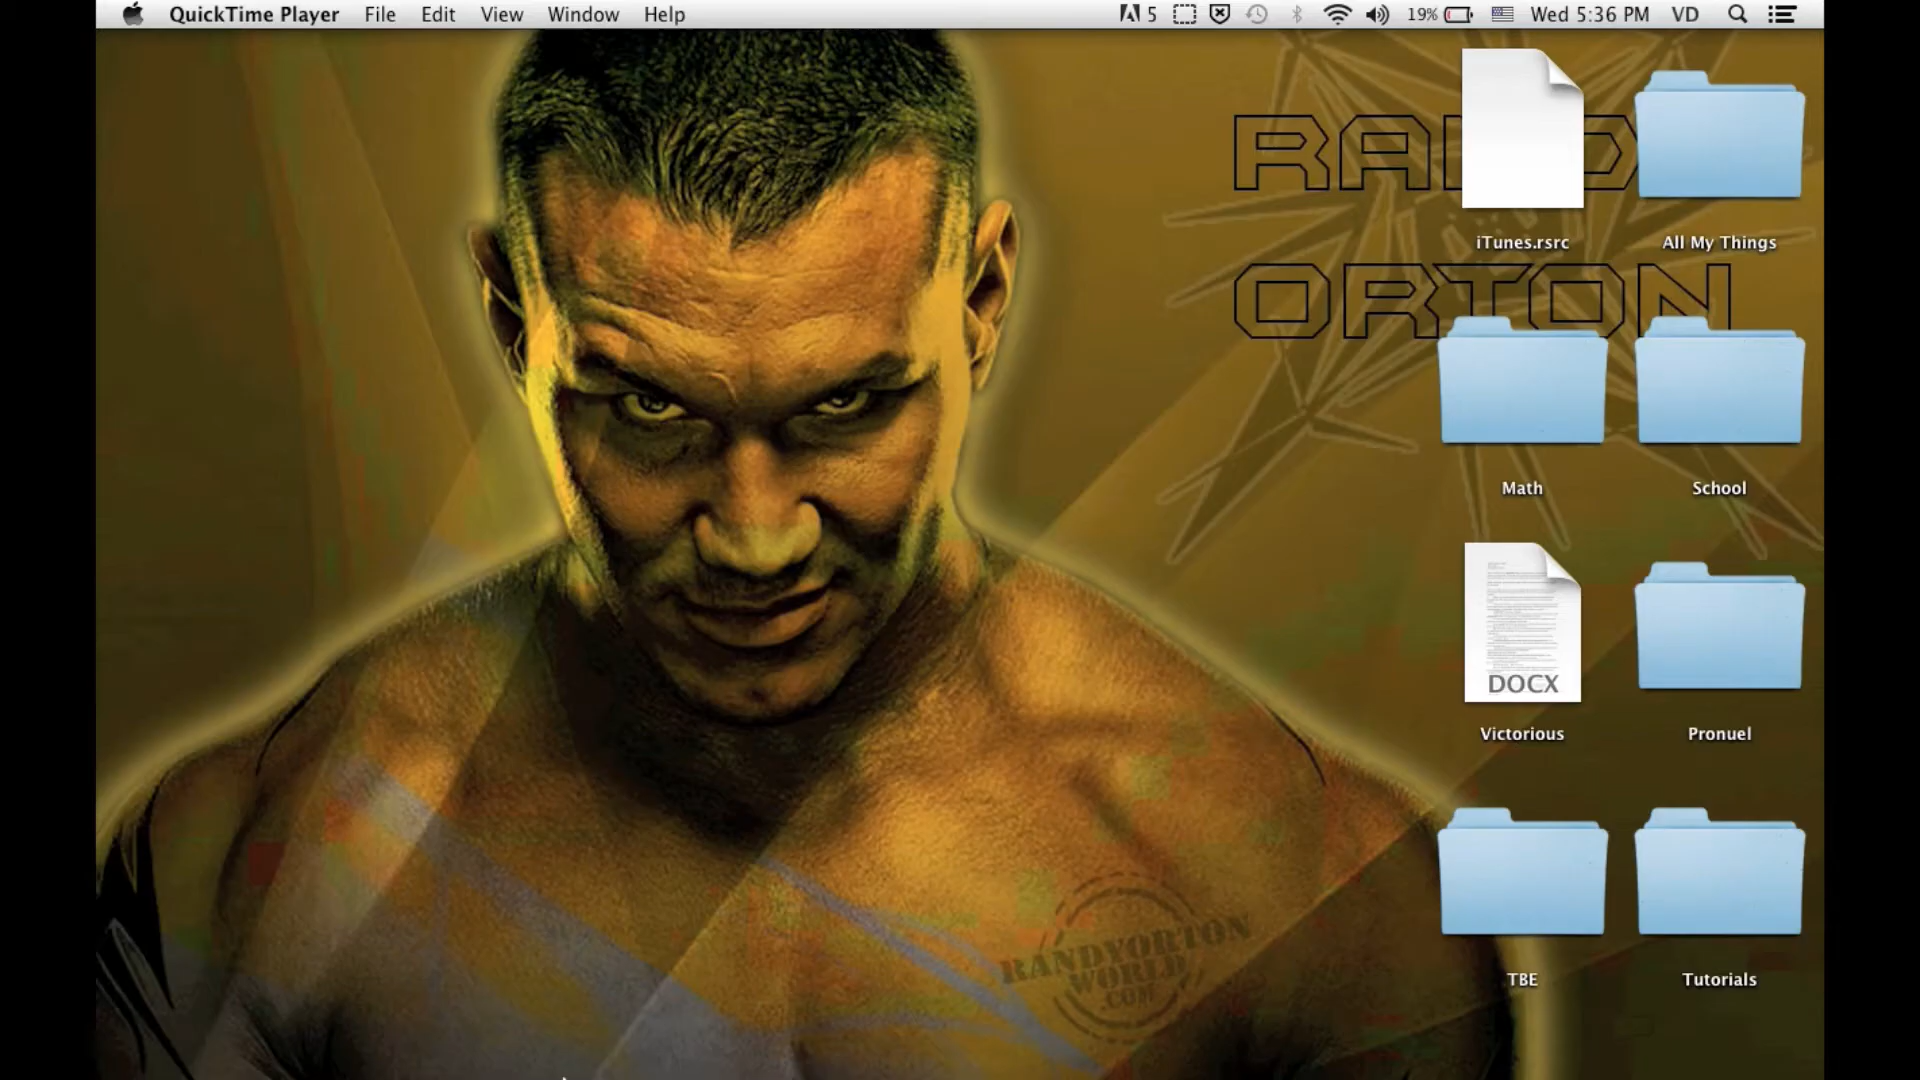 QuickTime Player File Edit View Window Help 5 19% Wed 5:36 PM VD
RAND
ORTON
iTunes.rsrc All My Things
Math School
DOCX
Victorious Pronuel
TBE Tutorials
RANDYORTON
WORLD
.COM